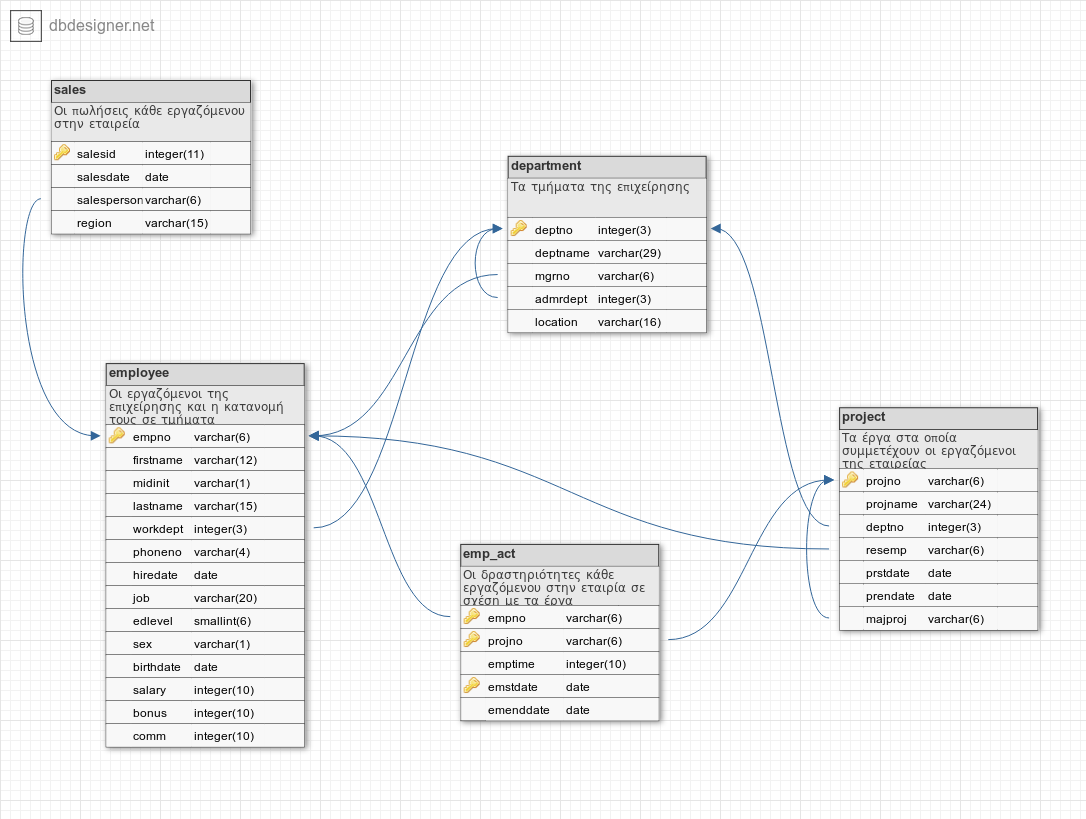 dbdesigner.net
sales
Οι πωλήσεις κάθε εργαζόμενου
στην εταιρεία
salesid integer(11)
salesdate date
salesperson varchar(6)
region varchar(15)
department
Τα τμήματα της επιχείρησης
deptno integer(3)
deptname varchar(29)
mgrno varchar(6)
admrdept integer(3)
location varchar(16)
employee
Οι εργαζόμενοι της
επιχείρησης και η κατανομή
τους σε τμήματα
empno varchar(6)
firstname varchar(12)
midinit varchar(1)
lastname varchar(15)
workdept integer(3)
phoneno varchar(4)
hiredate date
job varchar(20)
edlevel smallint(6)
sex varchar(1)
birthdate date
salary integer(10)
bonus integer(10)
comm integer(10)
project
Τα έργα στα οποία
συμμετέχουν οι εργαζόμενοι
της εταιρείας
projno varchar(6)
projname varchar(24)
deptno integer(3)
resemp varchar(6)
prstdate date
prendate date
majproj varchar(6)
emp_act
Οι δραστηριότητες κάθε
εργαζόμενου στην εταιρία σε
σχέση με τα έργα
empno varchar(6)
projno varchar(6)
emptime integer(10)
emstdate date
emenddate date